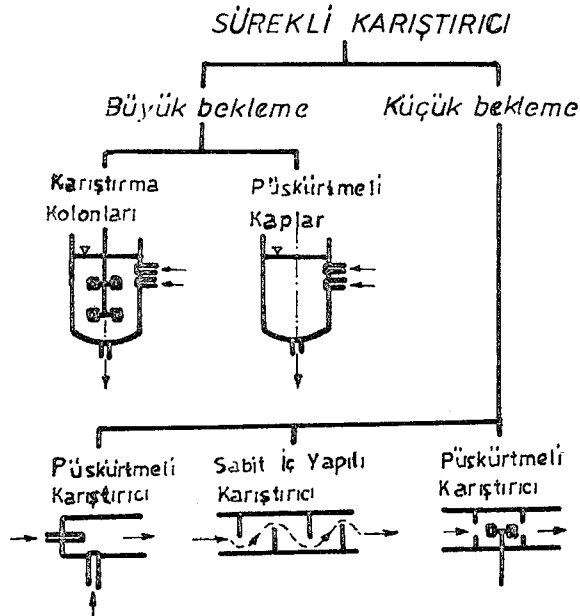 SÜREKLİ KARIŞTIRICI
Büyük bekleme
Küçük bekleme
Karıştırma
Kolonları
Püskürtmeli
Kaplar
Püskürtmeli
Karıştırıcı
Sabit İç Yapılı
Karıştırıcı
Püskürtmeli
Karıştırıcı